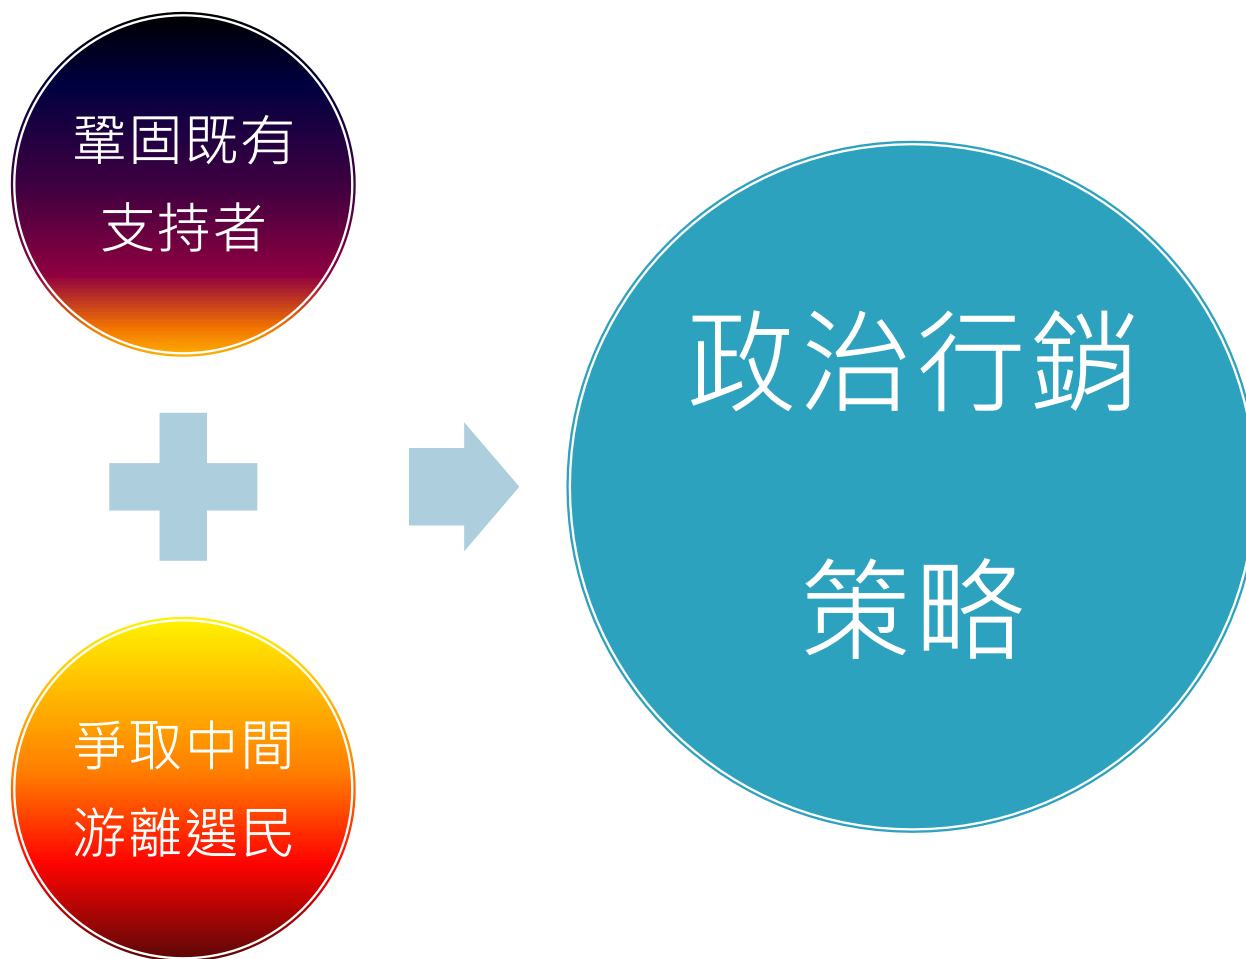 鞏固既有
支持者
爭取中間
游離選民
政治行銷
策略